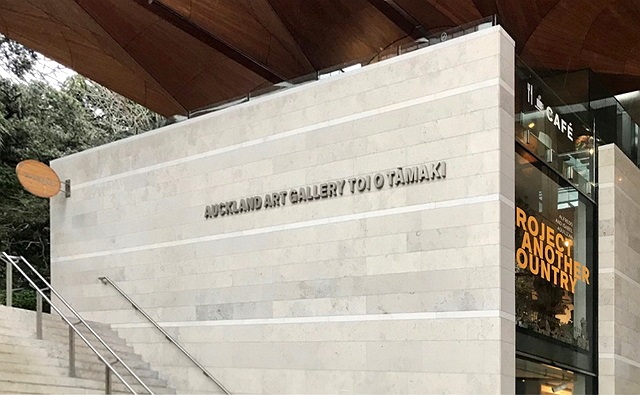 AUCKLAND ART GALLERY TOI O TĀMAKI
CAFÉ
ROJECT
ANOTHER
OUNTRY